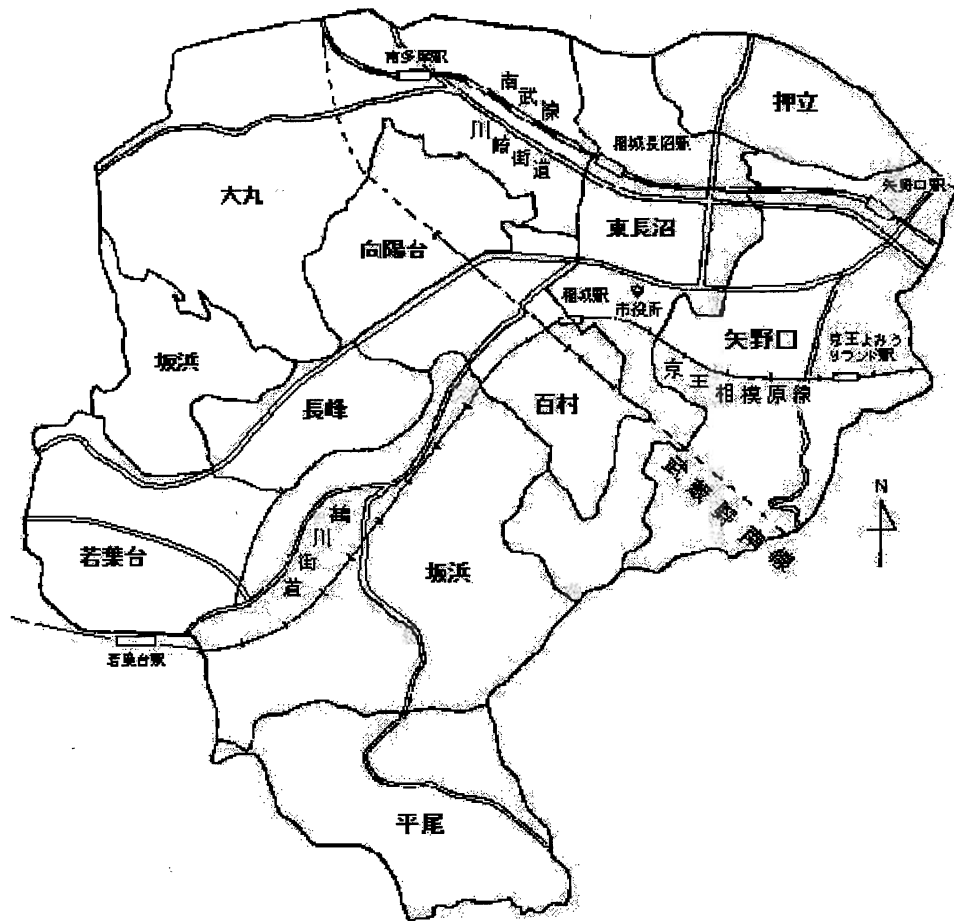 南多摩駅
南武線
押立
川崎街道
稲城長沼駅
矢野口駅
大丸
東長沼
向陽台
稲城駅
市役所
矢野口
京王よみうり
ランド駅
坂浜
京王相模原線
長峰
百村
武蔵野南線
N
鶴川街道
若葉台
坂浜
若葉台駅
平尾